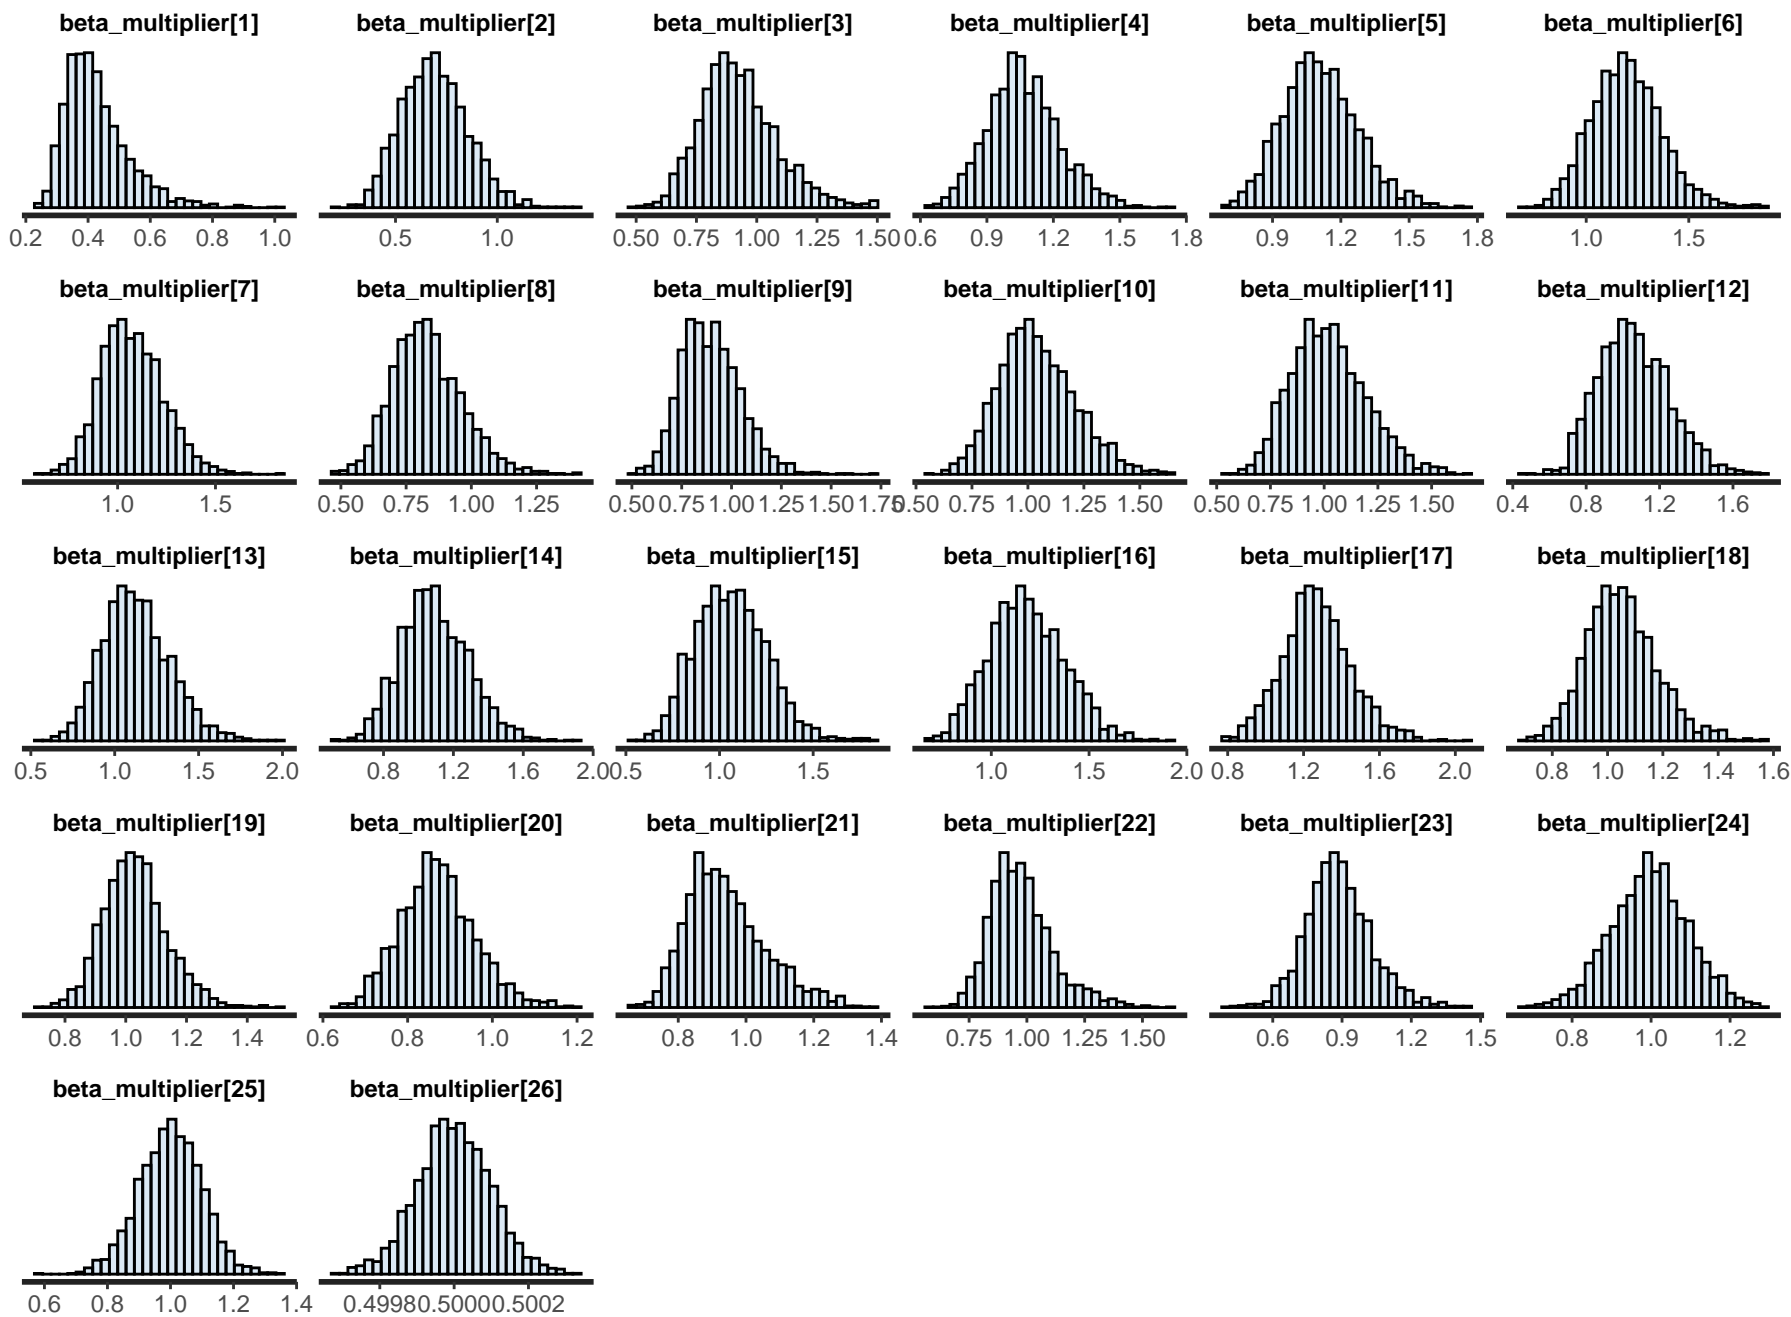 beta_multiplier[1] beta_multiplier[2] beta_multiplier[3] beta_multiplier[4] beta_multiplier[5] beta_multiplier[6]
0.2 0.4 0.6 0.8 1.0 0.5 1.0 0.50 0.75 1.00 1.25 1.50 0.6 0.9 1.2 1.5 1.8 0.9 1.2 1.5 1.8 1.0 1.5
beta_multiplier[7] beta_multiplier[8] beta_multiplier[9] beta_multiplier[10] beta_multiplier[11] beta_multiplier[12]
1.0 1.5 0.50 0.75 1.00 1.25 0.50 0.75 1.00 1.25 1.50 1.75 0.50 0.75 1.00 1.25 1.50 0.50 0.75 1.00 1.25 1.50 0.4 0.8 1.2 1.6
beta_multiplier[13] beta_multiplier[14] beta_multiplier[15] beta_multiplier[16] beta_multiplier[17] beta_multiplier[18]
0.5 1.0 1.5 2.0 0.8 1.2 1.6 2.0 0.5 1.0 1.5 1.0 1.5 2.0 0.8 1.2 1.6 2.0 0.8 1.0 1.2 1.4 1.6
beta_multiplier[19] beta_multiplier[20] beta_multiplier[21] beta_multiplier[22] beta_multiplier[23] beta_multiplier[24]
0.8 1.0 1.2 1.4 0.6 0.8 1.0 1.2 0.8 1.0 1.2 1.4 0.75 1.00 1.25 1.50 0.6 0.9 1.2 1.5 0.8 1.0 1.2
beta_multiplier[25] beta_multiplier[26]
0.6 0.8 1.0 1.2 1.4 0.4998 0.5000 0.5002